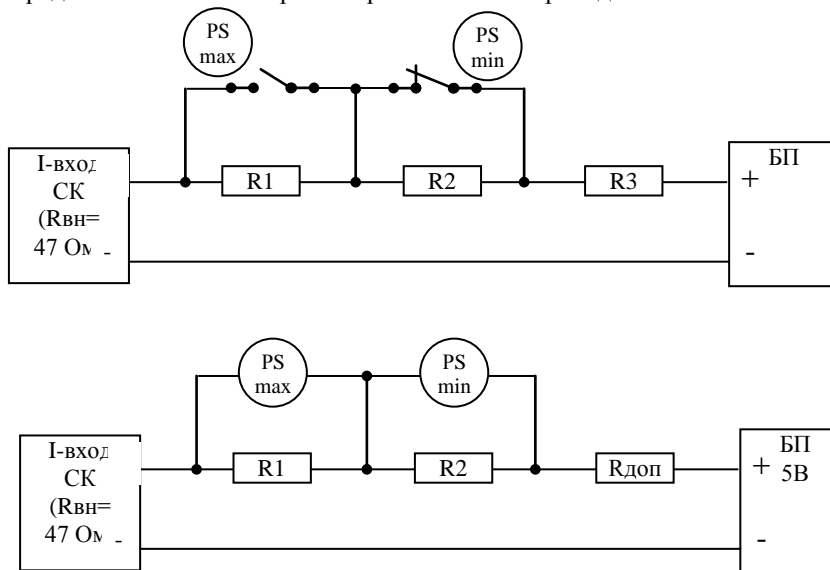 PS
max
PS
min
I-вход
СК
(Rвн=
47 Ом -
R1
R2
R3
БП
+
-
PS
max
PS
min
I-вход
СК
(Rвн=
47 Ом -
R1
R2
Rдоп
БП
+ 5В
-